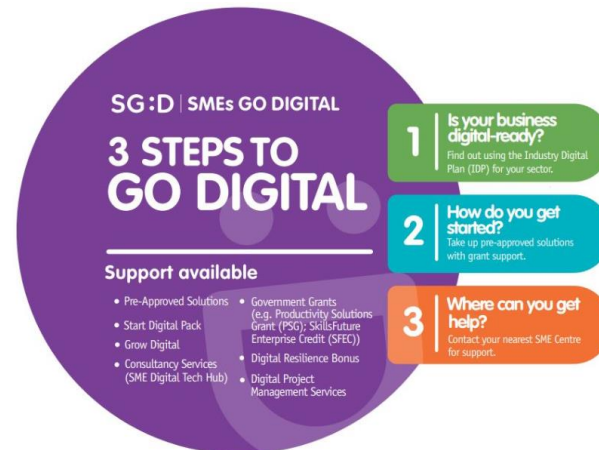 SG:D | SMEs GO DIGITAL
3 STEPS TO
GO DIGITAL
Support available
• Pre-Approved Solutions
• Start Digital Pack
• Grow Digital
• Consultancy Services
(SME Digital Tech Hub)
• Government Grants
(e.g. Productivity Solutions
Grant (PSG); SkillsFuture
Enterprise Credit (SFEC))
• Digital Resilience Bonus
• Digital Project
Management Services
1
Is your business
digital-ready?
Find out using the Industry Digital
Plan (IDP) for your sector.
2
How do you get
started?
Take up pre-approved solutions
with grant support.
3
Where can you get
help?
Contact your nearest SME Centre
for support.